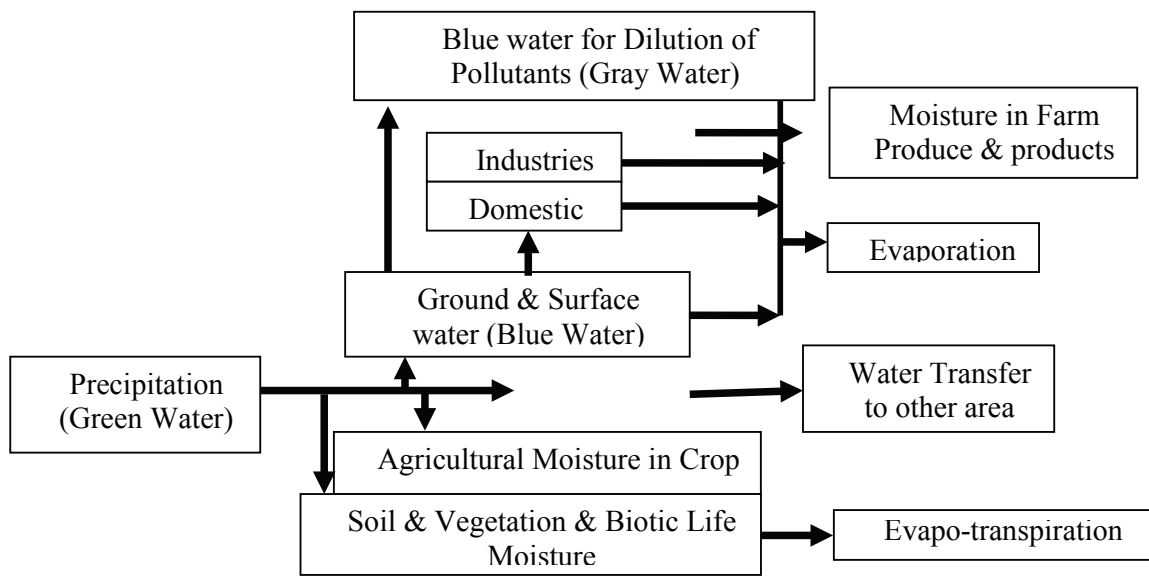 Blue water for Dilution of
Pollutants (Gray Water)
Moisture in Farm
Produce & products
Industries
Domestic
Evaporation
Ground & Surface
water (Blue Water)
Precipitation
(Green Water)
Water Transfer
to other area
Agricultural Moisture in Crop
Soil & Vegetation & Biotic Life
Moisture
Evapo-transpiration